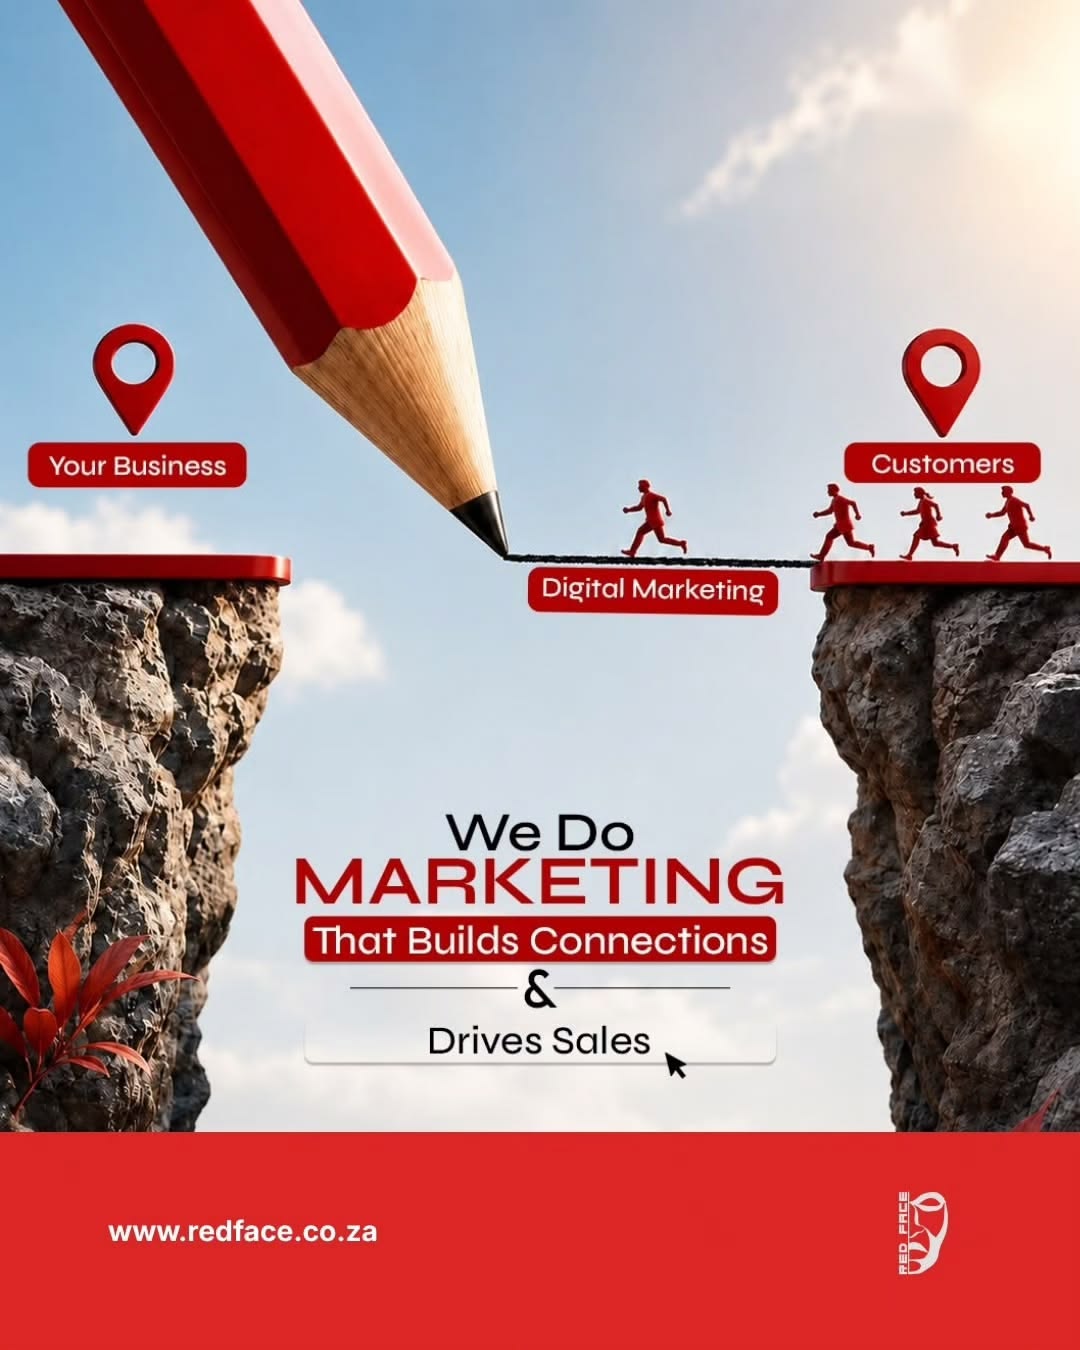 Your Business
Customers
Digital Marketing
We Do
MARKETING
That Builds Connections
&
Drives Sales
www.redface.co.za
RED FACE